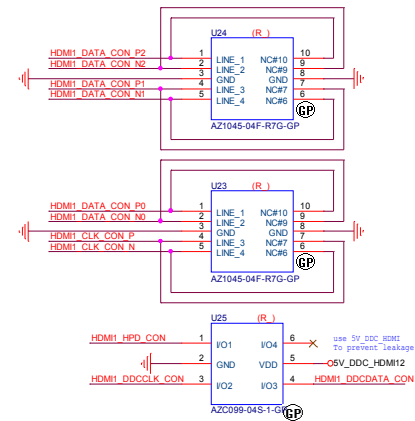 U24 (R_)
HDMI1_DATA_CON_P2 1 LINE_1 NC#10 10
HDMI1_DATA_CON_N2 2 LINE_2 NC#9 9
3 GND GND 8
HDMI1_DATA_CON_P1 4 LINE_3 NC#7 7
HDMI1_DATA_CON_N1 5 LINE_4 NC#6 6
GP
AZ1045-04F-R7G-GP
U23 (R_)
HDMI1_DATA_CON_P0 1 LINE_1 NC#10 10
HDMI1_DATA_CON_N0 2 LINE_2 NC#9 9
3 GND GND 8
HDMI1_CLK_CON_P 4 LINE_3 NC#7 7
HDMI1_CLK_CON_N 5 LINE_4 NC#6 6
GP
AZ1045-04F-R7G-GP
U25 (R_)
use 5V_DDC_HDMI
To prevent leakage
HDMI1_HPD_CON 1 I/O1 I/O4 6
2 GND VDD 5 5V_DDC_HDMI12
HDMI1_DDCCLK_CON 3 I/O2 I/O3 4 HDMI1_DDCDATA_CON
AZC099-04S-1-GP
GP